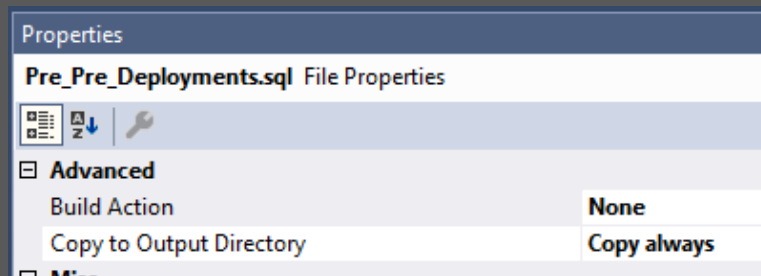 Properties
Pre_Pre_Deployments.sql File Properties
Advanced
Build Action None
Copy to Output Directory Copy always